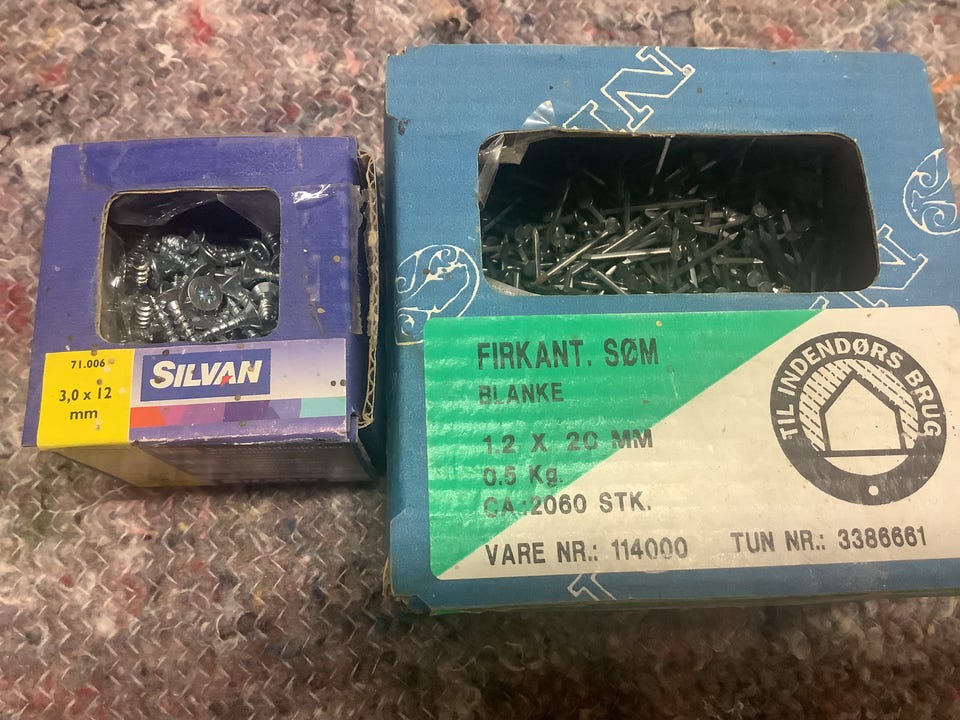 71.006
3,0 x 12
mm
SILVAN
FIRKANT. SØM
BLANKE
1.2 X 20 MM
0.5 Kg.
CA.:2060 STK.
VARE NR.: 114000 TUN NR.: 3386661
TIL INDENDØRS BRUG